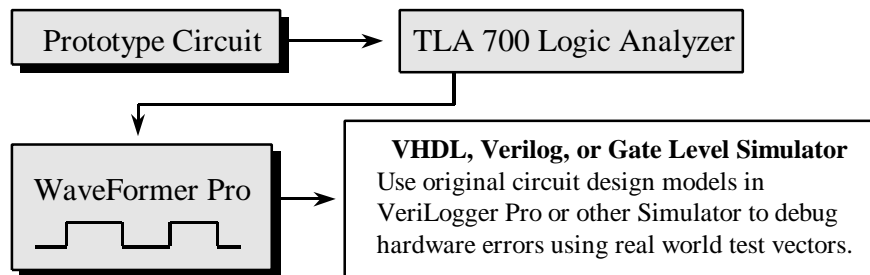 Prototype Circuit
TLA 700 Logic Analyzer
WaveFormer Pro
VHDL, Verilog, or Gate Level Simulator
Use original circuit design models in
VeriLogger Pro or other Simulator to debug
hardware errors using real world test vectors.